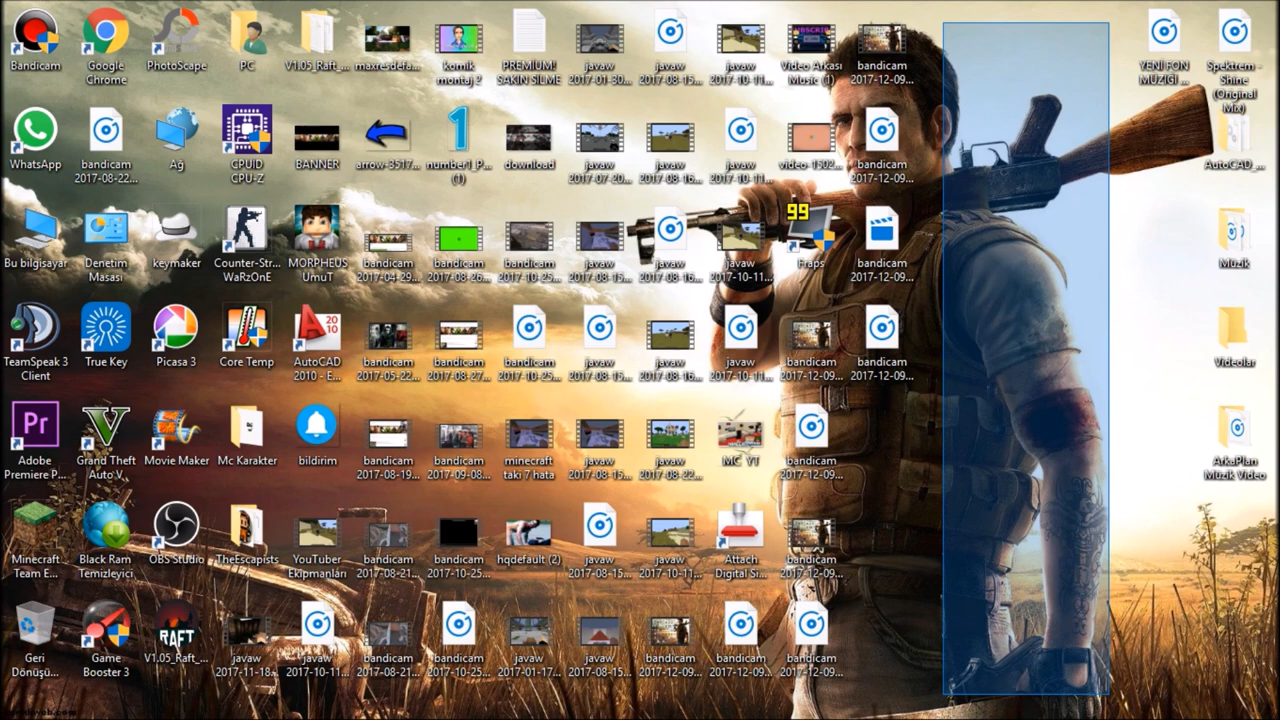 Bandicam
Google
Chrome
PhotoScape
PC
V1.05_Raft_...
maxresdefa...
komik
montaj 2
PREMIUM!
SAKIN SİLME
javaw
2017-01-30...
javaw
2017-08-15...
javaw
2017-10-11...
Video Arkası
Music (1)
bandicam
2017-12-09...
YENİ FON
MÜZİĞİ ...
Spektrem -
Shine
(Original
Mix)
WhatsApp
bandicam
2017-08-22...
Ağ
CPUID
CPU-Z
BANNER
arrow-3517...
1
number1_P...
(1)
download
javaw
2017-07-20...
javaw
2017-08-16...
javaw
2017-10-11...
video-1502...
bandicam
2017-12-09...
AutoCAD_...
Bu bilgisayar
Denetim
Masası
keymaker
Counter-Str...
WaRzOnE
MORPHEUS
UmuT
bandicam
2017-04-29...
bandicam
2017-08-26...
bandicam
2017-10-25...
javaw
2017-08-15...
javaw
2017-08-16...
javaw
2017-10-11...
99
Fraps
bandicam
2017-12-09...
Müzik
TeamSpeak 3
Client
True Key
Picasa 3
Core Temp
A 20
10
AutoCAD
2010 - E...
bandicam
2017-05-22...
bandicam
2017-08-27...
bandicam
2017-10-25...
javaw
2017-08-15...
javaw
2017-08-16...
javaw
2017-10-11...
bandicam
2017-12-09...
bandicam
2017-12-09...
Videolar
Pr
Adobe
Premiere P...
V
Grand Theft
Auto V
Movie Maker
Mc Karakter
bildirim
bandicam
2017-08-19...
bandicam
2017-09-08...
minecraft
taki 7 hata
javaw
2017-08-15...
javaw
2017-08-22...
MC_YT
bandicam
2017-12-09...
ArkaPlan
Müzik Video
Minecraft
Team E...
Black Ram
Temizleyici
OBS Studio
TheEscapists
YouTuber
Ekipmanları
bandicam
2017-08-21...
bandicam
2017-10-25...
hqdefault (2)
javaw
2017-08-15...
javaw
2017-10-11...
Attach
Digital Si...
bandicam
2017-12-09...
Geri
Dönüşü...
Game
Booster 3
RAFT
V1.05_Raft_...
javaw
2017-11-18...
javaw
2017-10-11...
bandicam
2017-08-21...
bandicam
2017-10-25...
javaw
2017-01-17...
javaw
2017-08-15...
bandicam
2017-12-09...
bandicam
2017-12-09...
bandicam
2017-12-09...